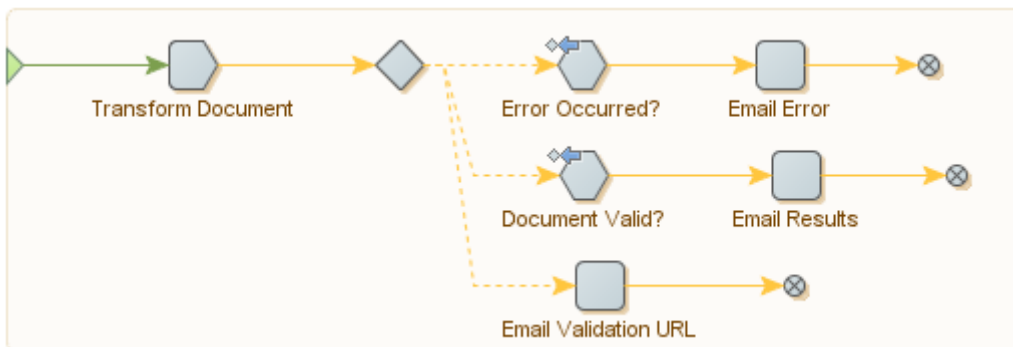 Transform Document
Error Occurred?
Email Error
Document Valid?
Email Results
Email Validation URL